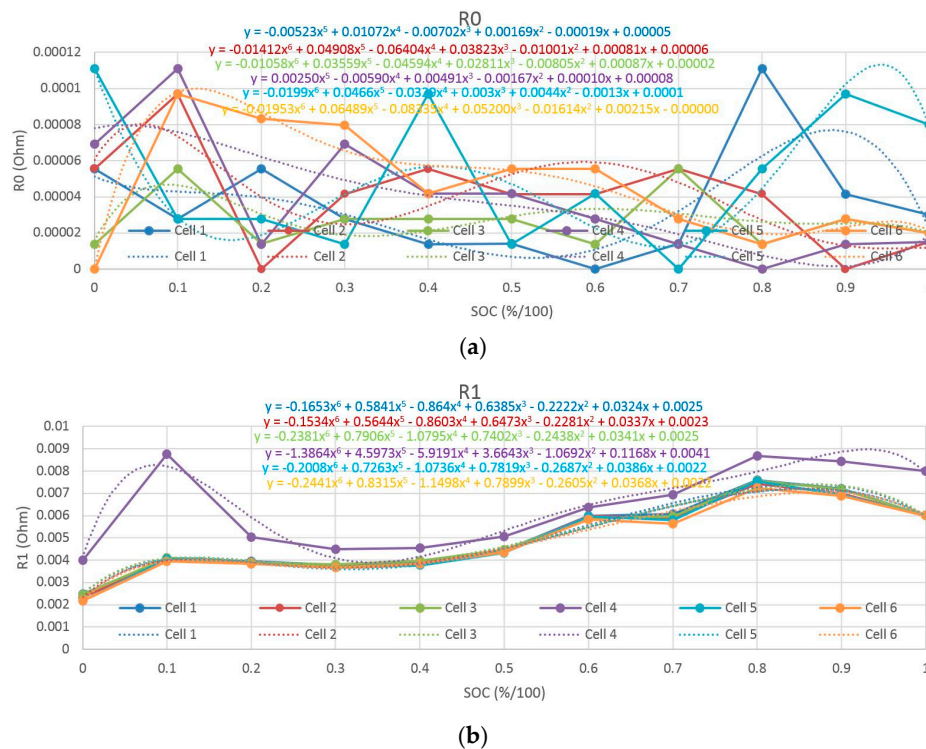 R0
y = -0.00523x⁵ + 0.01072x⁴ - 0.00702x³ + 0.00169x² - 0.00019x + 0.00005
y = -0.01412x⁶ + 0.04908x⁵ - 0.06404x⁴ + 0.03823x³ - 0.01001x² + 0.00081x + 0.00006
y = -0.01058x⁶ + 0.03559x⁵ - 0.04594x⁴ + 0.02811x³ - 0.00805x² + 0.00087x + 0.00002
y = 0.00250x⁵ - 0.00590x⁴ + 0.00491x³ - 0.00167x² + 0.00010x + 0.00008
y = -0.0199x⁶ + 0.0466x⁵ - 0.0329x⁴ + 0.003x³ + 0.0044x² - 0.0013x + 0.0001
y = -0.01953x⁶ + 0.06489x⁵ - 0.08335x⁴ + 0.05200x³ - 0.01614x² + 0.00215x - 0.00000
0.00012
0.0001
0.00008
0.00006
0.00004
0.00002
0
R0 (Ohm)
Cell 1 Cell 2 Cell 3 Cell 4 Cell 5 Cell 6
Cell 1 Cell 2 Cell 3 Cell 4 Cell 5 Cell 6
0 0.1 0.2 0.3 0.4 0.5 0.6 0.7 0.8 0.9
SOC (%/100)
(a)
R1
y = -0.1653x⁶ + 0.5841x⁵ - 0.864x⁴ + 0.6385x³ - 0.2222x² + 0.0324x + 0.0025
y = -0.1534x⁶ + 0.5644x⁵ - 0.8603x⁴ + 0.6473x³ - 0.2281x² + 0.0337x + 0.0023
y = -0.2381x⁶ + 0.7906x⁵ - 1.0795x⁴ + 0.7402x³ - 0.2438x² + 0.0341x + 0.0025
y = -1.3864x⁶ + 4.5973x⁵ - 5.9191x⁴ + 3.6643x³ - 1.0692x² + 0.1168x + 0.0041
y = -0.2008x⁶ + 0.7263x⁵ - 1.0736x⁴ + 0.7819x³ - 0.2687x² + 0.0386x + 0.0022
y = -0.2441x⁶ + 0.8315x⁵ - 1.1498x⁴ + 0.7899x³ - 0.2605x² + 0.0368x + 0.0022
0.01
0.009
0.008
0.007
0.006
0.005
0.004
0.003
0.002
0.001
0
R1 (Ohm)
Cell 1 Cell 2 Cell 3 Cell 4 Cell 5 Cell 6
Cell 1 Cell 2 Cell 3 Cell 4 Cell 5 Cell 6
0 0.1 0.2 0.3 0.4 0.5 0.6 0.7 0.8 0.9 1
SOC (%/100)
(b)